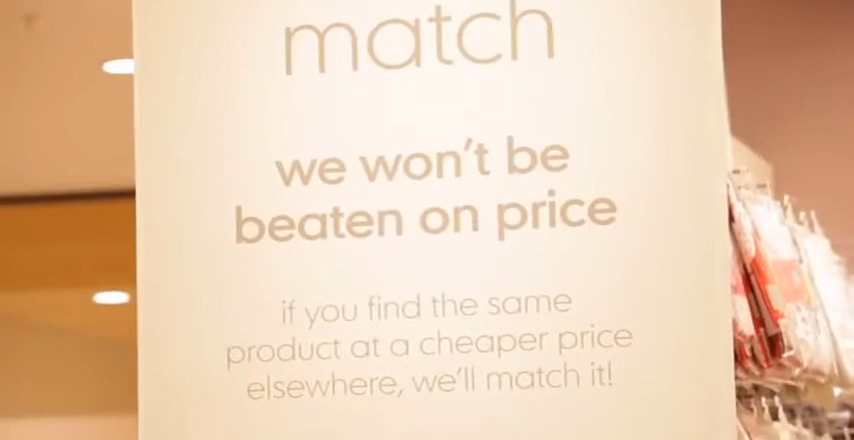 match
we won't be
beaten on price
if you find the same
product at a cheaper price
elsewhere, we'll match it!